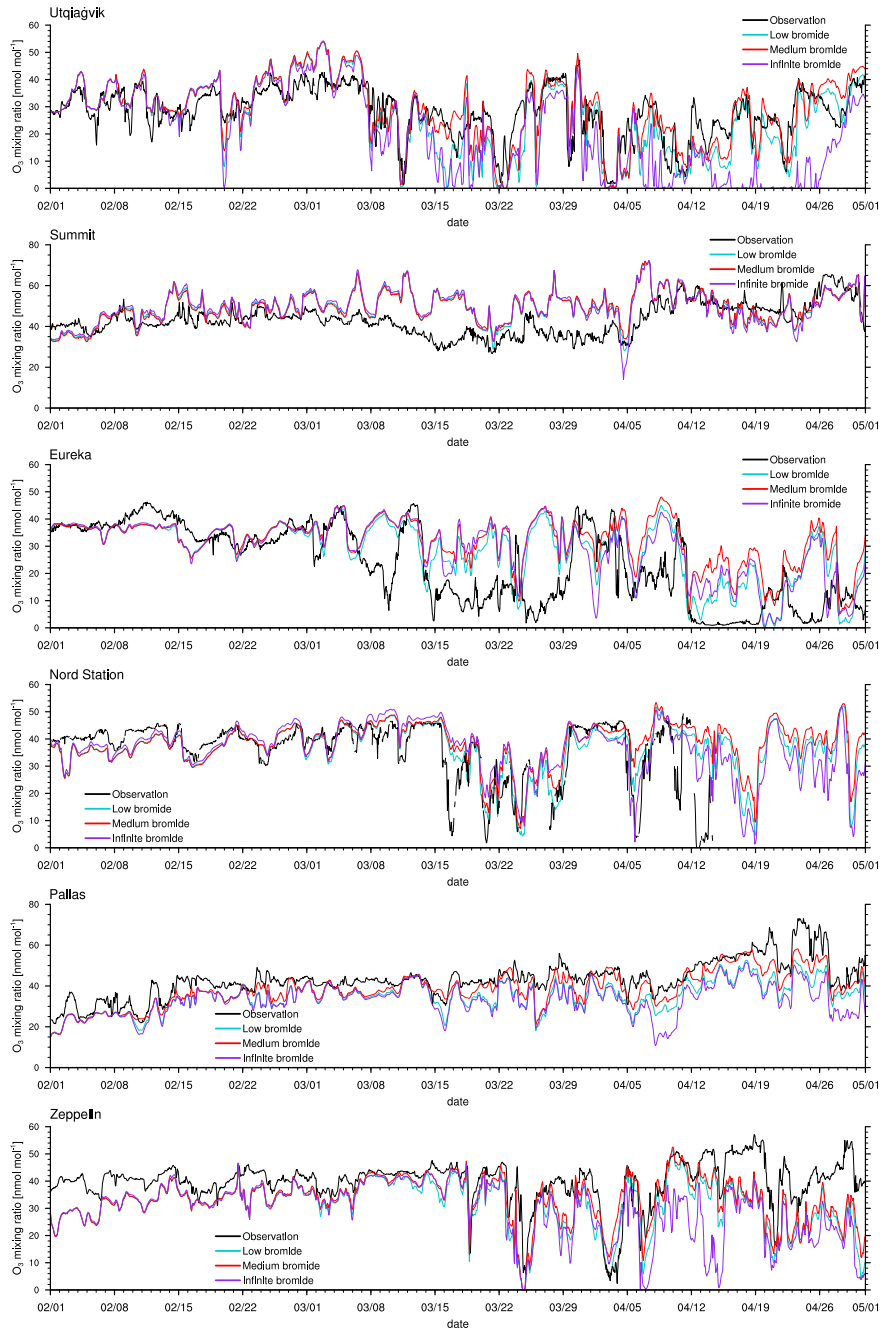 Utqiaġvik
O₃ mixing ratio [nmol mol⁻¹]
60
50
40
30
20
10
0
Observation
Low bromide
Medium bromide
Infinite bromide
02/01 02/08 02/15 02/22 03/01 03/08 03/15 03/22 03/29 04/05 04/12 04/19 04/26 05/01
date
Summit
O₃ mixing ratio [nmol mol⁻¹]
80
60
40
20
0
Observation
Low bromide
Medium bromide
Infinite bromide
02/01 02/08 02/15 02/22 03/01 03/08 03/15 03/22 03/29 04/05 04/12 04/19 04/26 05/01
date
Eureka
O₃ mixing ratio [nmol mol⁻¹]
60
50
40
30
20
10
0
Observation
Low bromide
Medium bromide
Infinite bromide
02/01 02/08 02/15 02/22 03/01 03/08 03/15 03/22 03/29 04/05 04/12 04/19 04/26 05/01
date
Nord Station
O₃ mixing ratio [nmol mol⁻¹]
60
50
40
30
20
10
0
Observation
Low bromide
Medium bromide
Infinite bromide
02/01 02/08 02/15 02/22 03/01 03/08 03/15 03/22 03/29 04/05 04/12 04/19 04/26 05/01
date
Pallas
O₃ mixing ratio [nmol mol⁻¹]
80
60
40
20
0
Observation
Low bromide
Medium bromide
Infinite bromide
02/01 02/08 02/15 02/22 03/01 03/08 03/15 03/22 03/29 04/05 04/12 04/19 04/26 05/01
date
Zeppelin
O₃ mixing ratio [nmol mol⁻¹]
60
50
40
30
20
10
0
Observation
Low bromide
Medium bromide
Infinite bromide
02/01 02/08 02/15 02/22 03/01 03/08 03/15 03/22 03/29 04/05 04/12 04/19 04/26 05/01
date